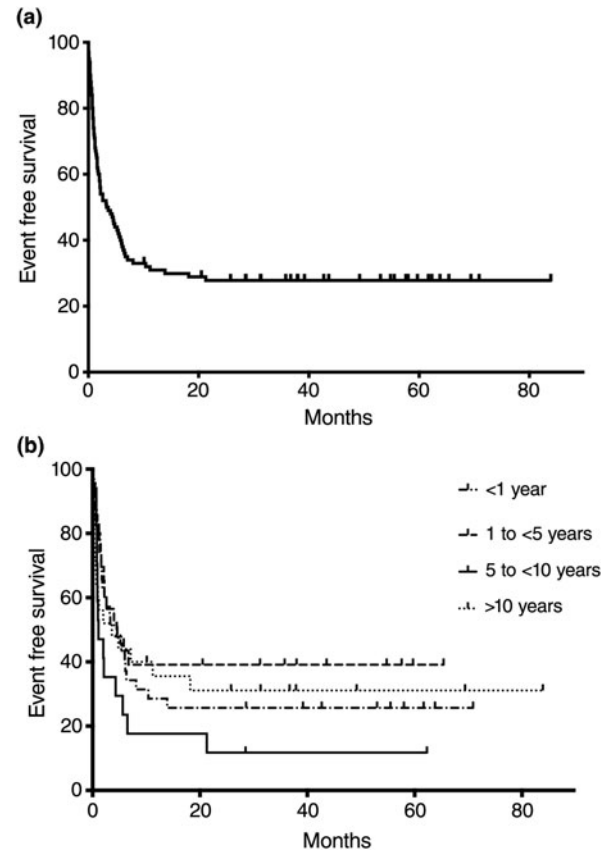 (a)
100
80
60
40
20
0
Event free survival
0 20 40 60 80
Months
(b)
100
80
60
40
20
0
Event free survival
<1 year
1 to <5 years
5 to <10 years
>10 years
0 20 40 60 80
Months